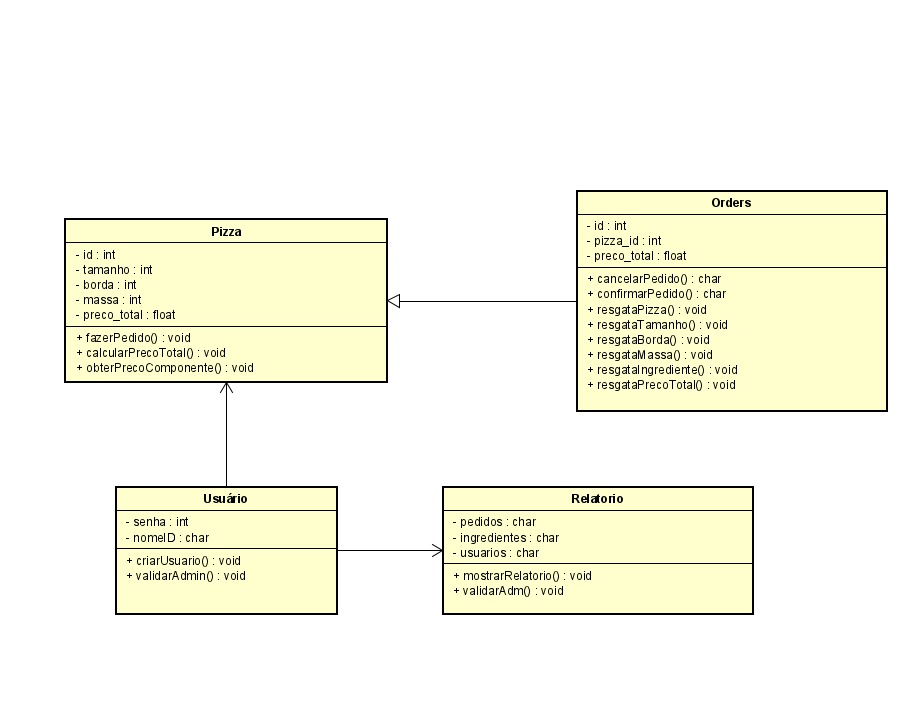 Pizza
- id : int
- tamanho : int
- borda : int
- massa : int
- preco_total : float
+ fazerPedido() : void
+ calcularPrecoTotal() : void
+ obterPrecoComponente() : void
Orders
- id : int
- pizza_id : int
- preco_total : float
+ cancelarPedido() : char
+ confirmarPedido() : char
+ resgataPizza() : void
+ resgataTamanho() : void
+ resgataBorda() : void
+ resgataMassa() : void
+ resgataIngrediente() : void
+ resgataPrecoTotal() : void
Usuário
- senha : int
- nomeID : char
+ criarUsuario() : void
+ validarAdmin() : void
Relatorio
- pedidos : char
- ingredientes : char
- usuarios : char
+ mostrarRelatorio() : void
+ validarAdm() : void